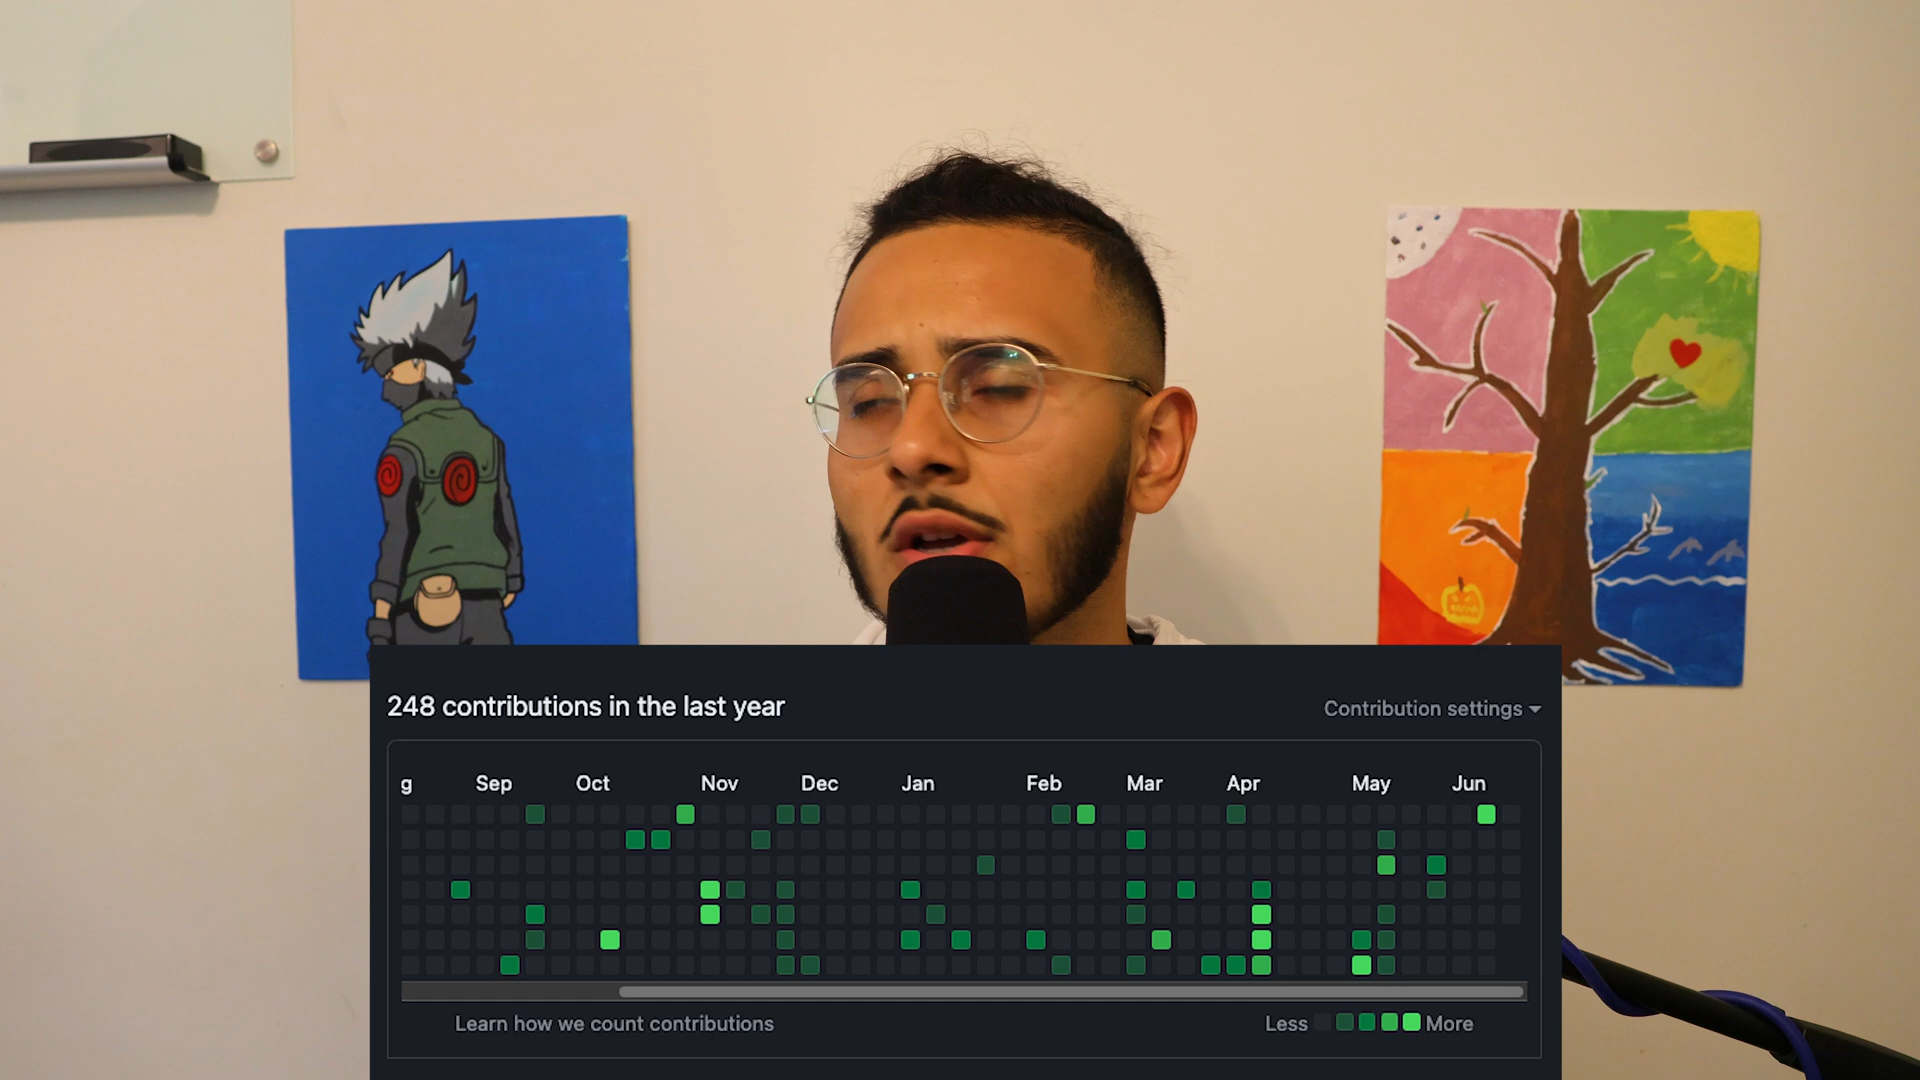 248 contributions in the last year
Contribution settings
g Sep Oct Nov Dec Jan Feb Mar Apr May Jun
Learn how we count contributions
Less More